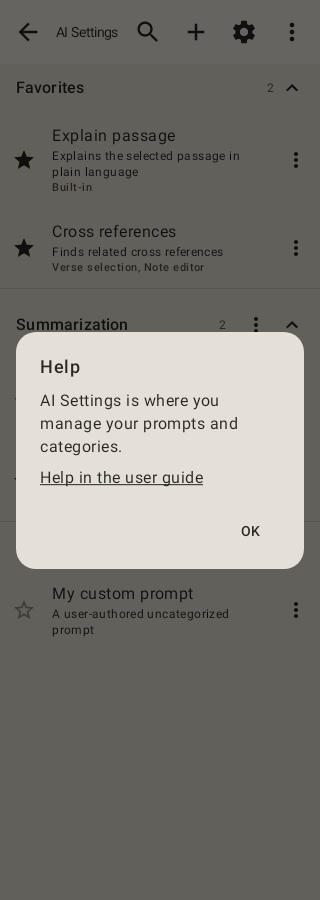 AI Settings
Favorites 2
Explain passage
Explains the selected passage in
plain language
Built-in
Cross references
Finds related cross references
Verse selection, Note editor
Summarization 2
Help
AI Settings is where you
manage your prompts and
categories.
Help in the user guide
OK
My custom prompt
A user-authored uncategorized
prompt